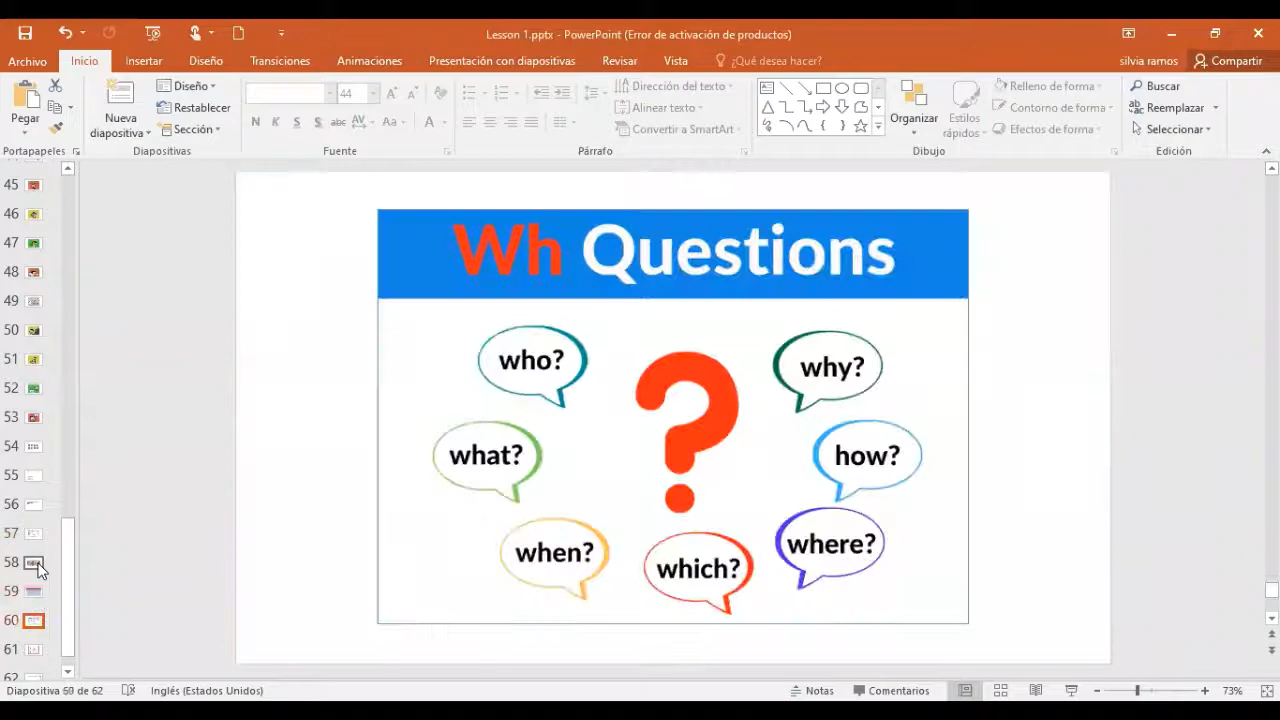 Lesson 1.pptx - PowerPoint (Error de activación de productos)
Archivo Inicio Insertar Diseño Transiciones Animaciones Presentación con diapositivas Revisar Vista ¿Qué desea hacer? silvia ramos Compartir
Pegar
Portapapeles
Nueva diapositiva
Diseño
Restablecer
Sección
Diapositivas
44
N K S S abc AV Aa A
Fuente
Dirección del texto
Alinear texto
Convertir a SmartArt
Párrafo
Organizar
Estilos rápidos
Relleno de forma
Contorno de forma
Efectos de forma
Dibujo
Buscar
Reemplazar
Seleccionar
Edición
45
46
47
48
49
50
51
52
53
54
55
56
57
58
59
60
61
62
Wh Questions
who?
why?
what?
how?
when?
which?
where?
Diapositiva 60 de 62 Inglés (Estados Unidos) Notas Comentarios 73%